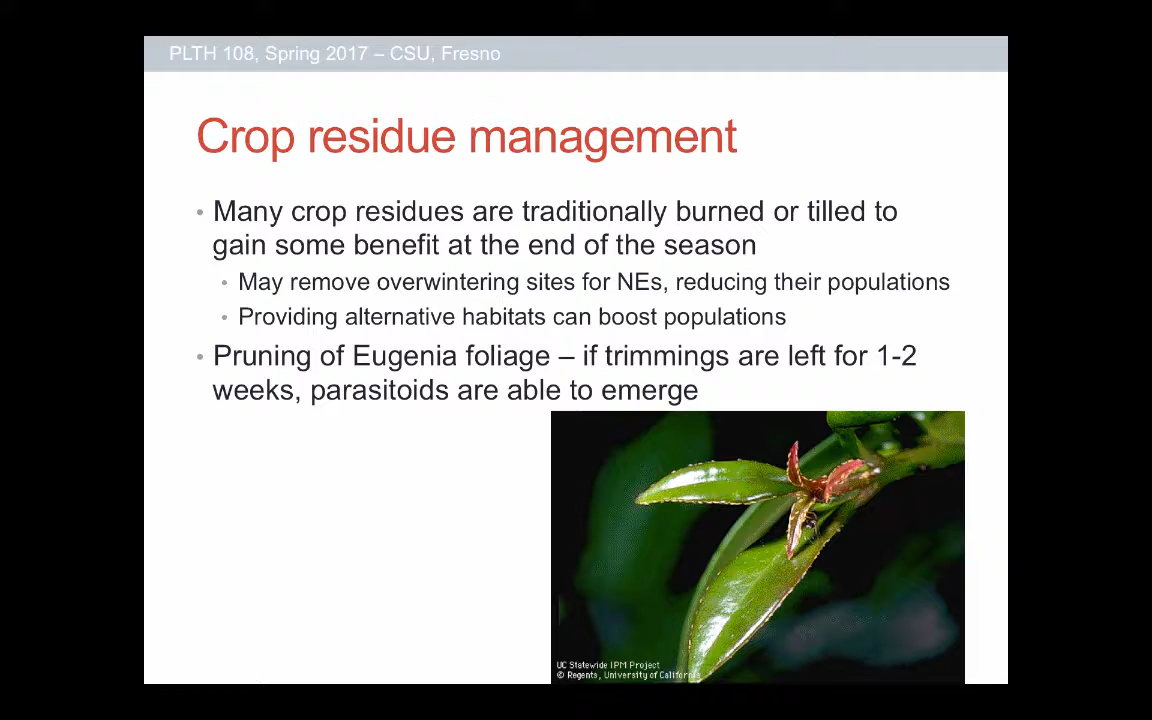 PLTH 108, Spring 2017 – CSU, Fresno
Crop residue management
• Many crop residues are traditionally burned or tilled to
gain some benefit at the end of the season
• May remove overwintering sites for NEs, reducing their populations
• Providing alternative habitats can boost populations
• Pruning of Eugenia foliage – if trimmings are left for 1-2
weeks, parasitoids are able to emerge
UC Statewide IPM Project
© Regents, University of California